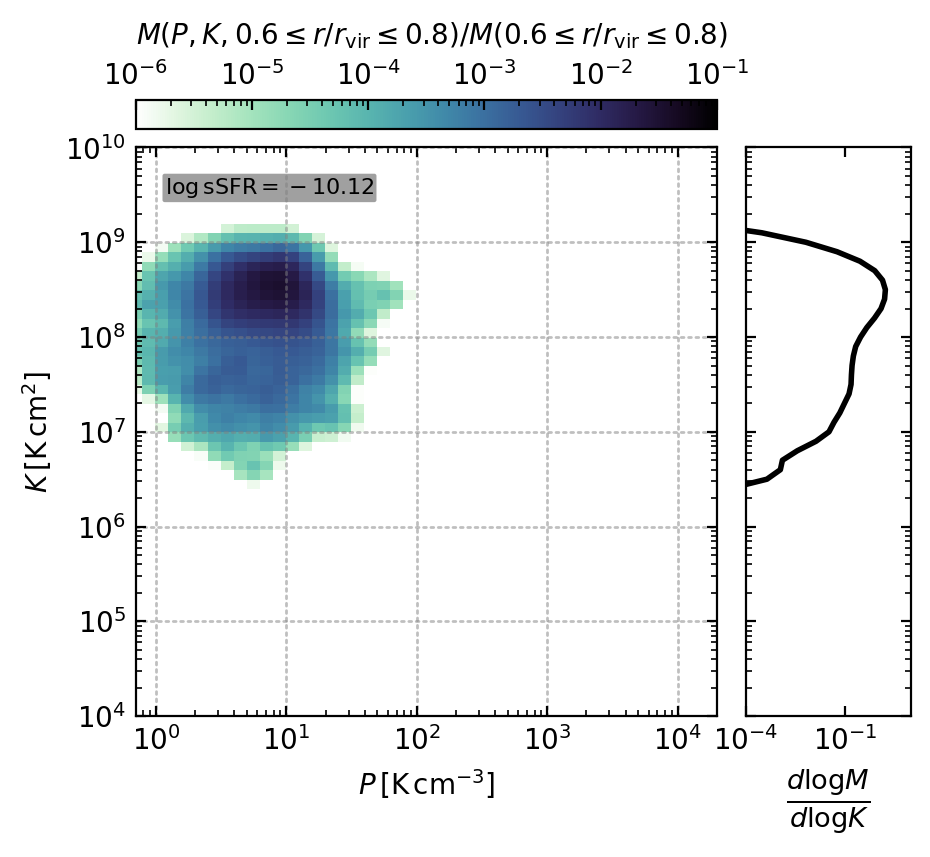 M(P, K, 0.6 ≤ r/r_vir ≤ 0.8)/M(0.6 ≤ r/r_vir ≤ 0.8)
10^−6 10^−5 10^−4 10^−3 10^−2 10^−1
10^10
log sSFR = −10.12
10^9
10^8
10^7
10^6
10^5
10^4
K [K cm^2]
10^0 10^1 10^2 10^3 10^4
P [K cm^−3]
10^−4 10^−1
dlogM
dlogK